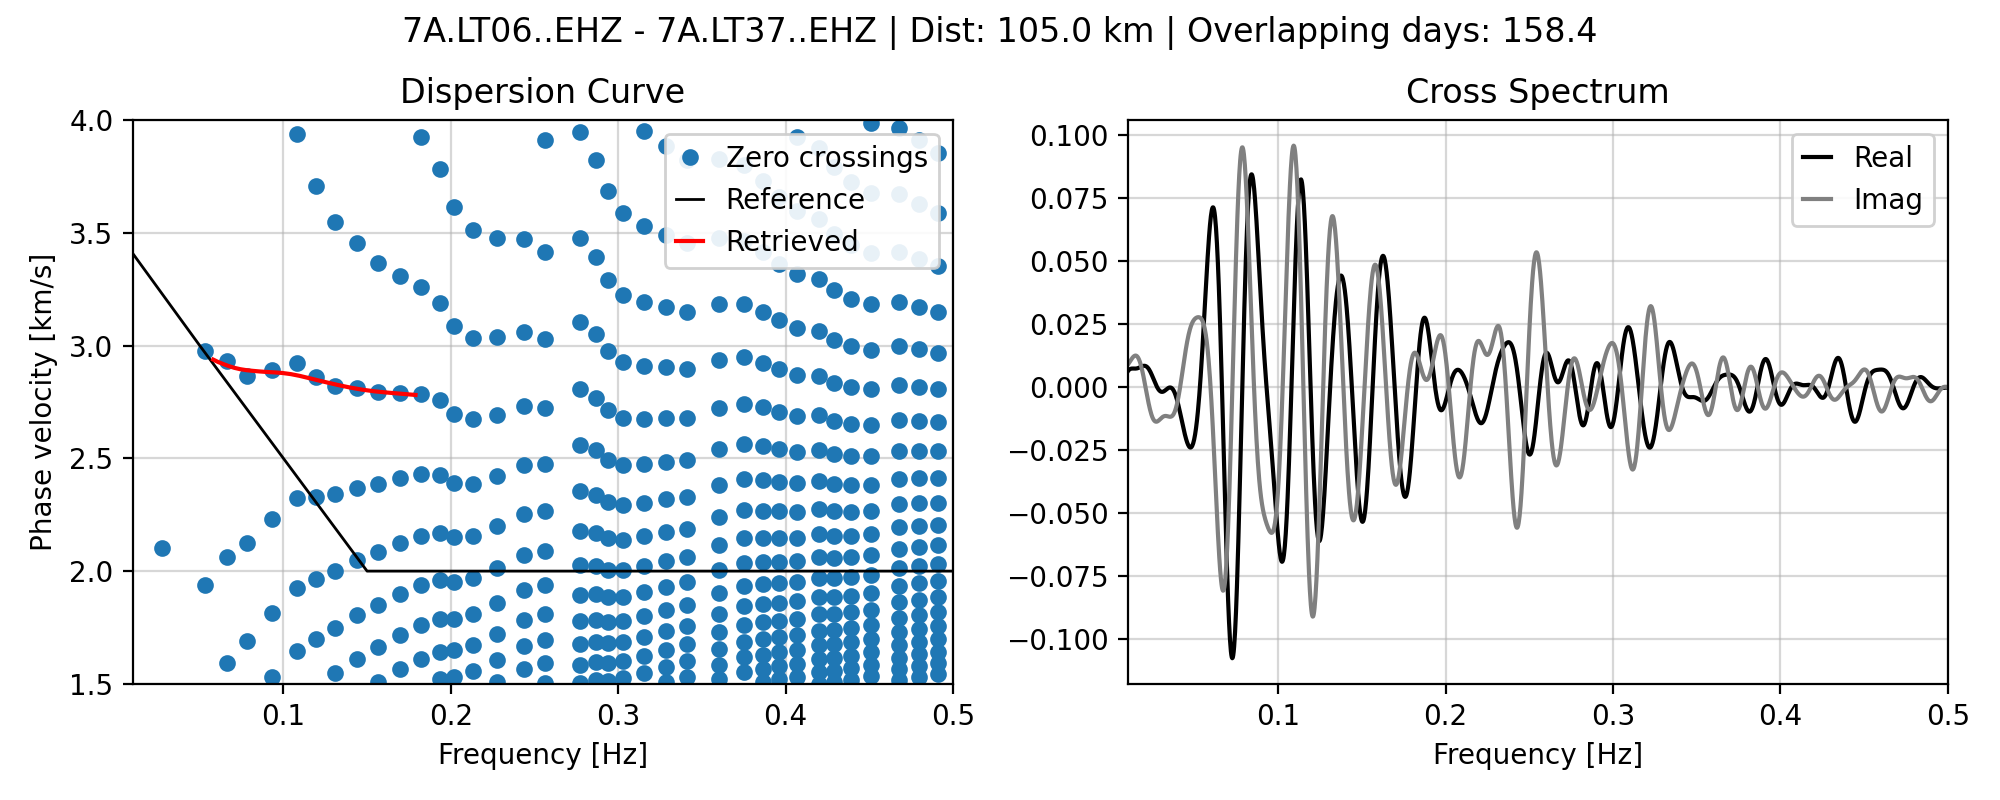 7A.LT06..EHZ - 7A.LT37..EHZ | Dist: 105.0 km | Overlapping days: 158.4
Dispersion Curve
Phase velocity [km/s]
4.0
3.5
3.0
2.5
2.0
1.5
0.1 0.2 0.3 0.4 0.5
Frequency [Hz]
Zero crossings
Reference
Retrieved
Cross Spectrum
0.100
0.075
0.050
0.025
0.000
−0.025
−0.050
−0.075
−0.100
0.1 0.2 0.3 0.4 0.5
Frequency [Hz]
Real
Imag